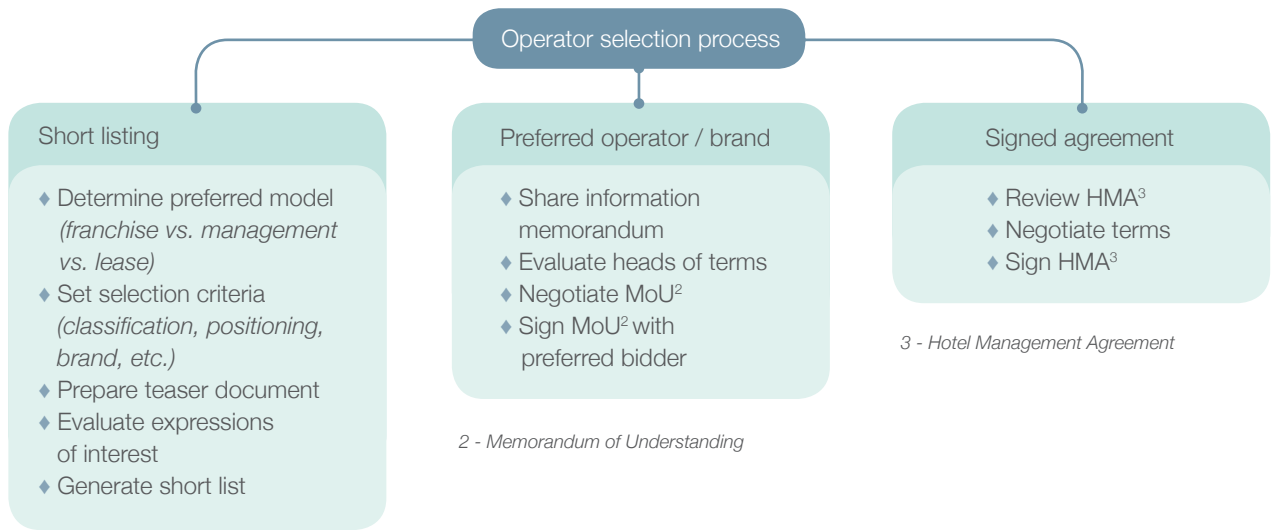 Operator selection process
Short listing
♦ Determine preferred model
(franchise vs. management
vs. lease)
♦ Set selection criteria
(classification, positioning,
brand, etc.)
♦ Prepare teaser document
♦ Evaluate expressions
of interest
♦ Generate short list
Preferred operator / brand
♦ Share information
memorandum
♦ Evaluate heads of terms
♦ Negotiate MoU²
♦ Sign MoU² with
preferred bidder
2 - Memorandum of Understanding
Signed agreement
♦ Review HMA³
♦ Negotiate terms
♦ Sign HMA³
3 - Hotel Management Agreement